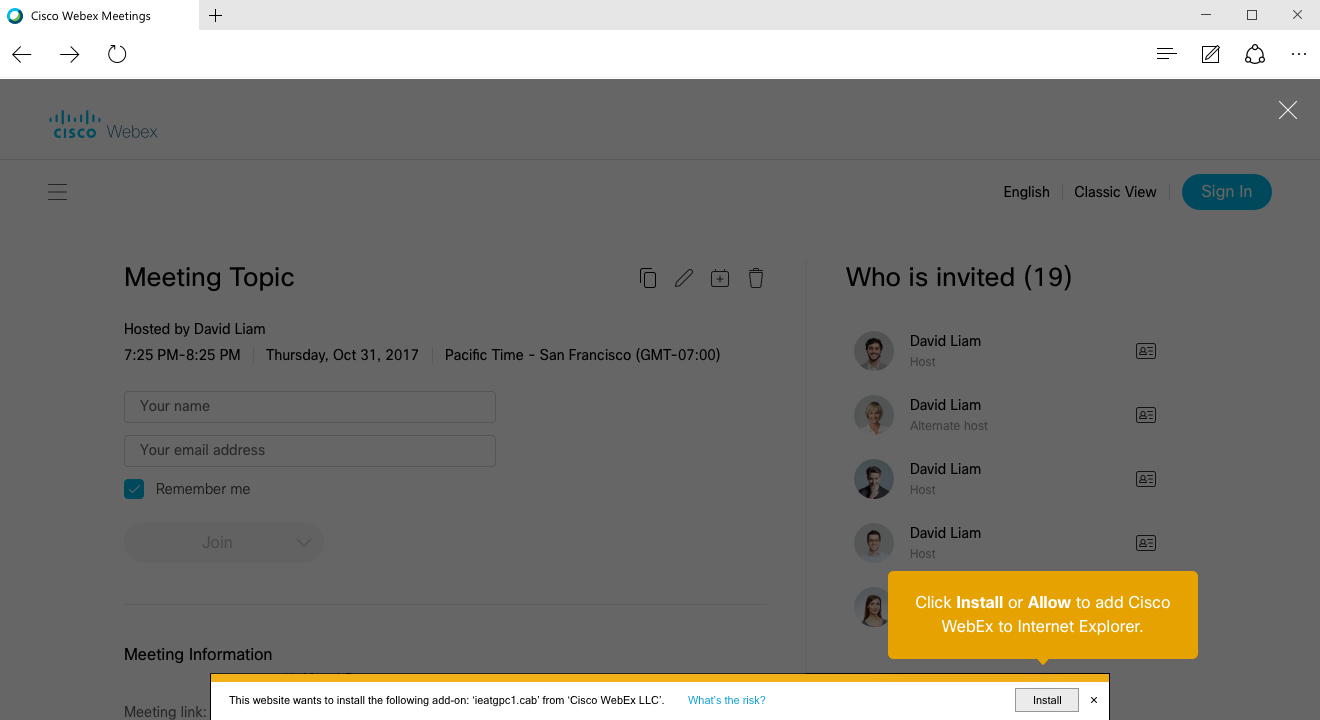 Cisco Webex Meetings
cisco Webex
English
Classic View
Sign In
Meeting Topic
Hosted by David Liam
7:25 PM-8:25 PM
Thursday, Oct 31, 2017
Pacific Time - San Francisco (GMT-07:00)
Your name
Your email address
Remember me
Join
Meeting Information
Meeting link:
Who is invited (19)
David Liam
Host
David Liam
Alternate host
David Liam
Host
David Liam
Host
Click Install or Allow to add Cisco
WebEx to Internet Explorer.
This website wants to install the following add-on: ‘ieatgpc1.cab’ from ‘Cisco WebEx LLC’.
What's the risk?
Install